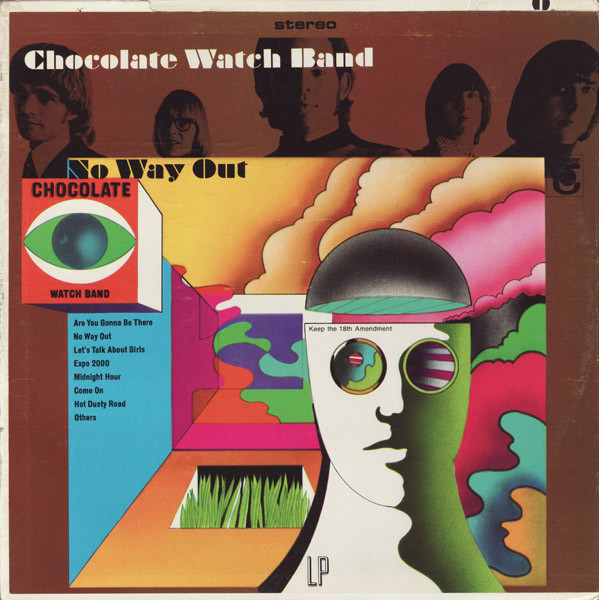 stereo
Chocolate Watch Band
No Way Out
CHOCOLATE
WATCH BAND
Are You Gonna Be There
No Way Out
Let's Talk About Girls
Expo 2000
Midnight Hour
Come On
Hot Dusty Road
Others
Keep the 18th Amendment
LP